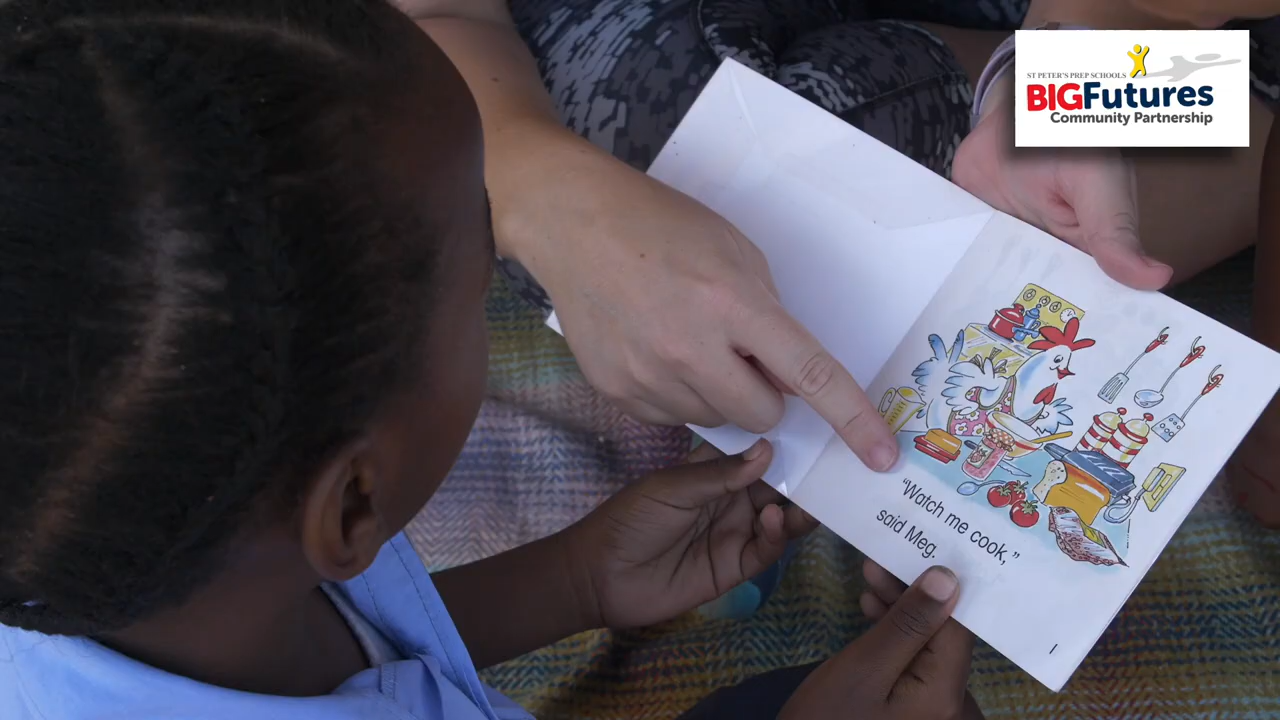 ST PETER'S PREP SCHOOLS
BIGFutures
Community Partnership
“Watch me cook,”
said Meg.
1